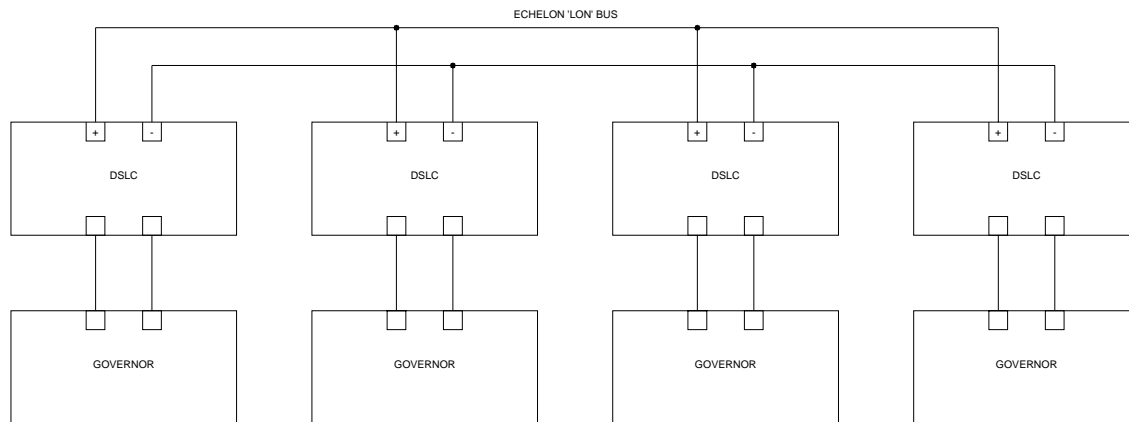 ECHELON 'LON' BUS
+ - + - + - + -
DSLC DSLC DSLC DSLC
GOVERNOR GOVERNOR GOVERNOR GOVERNOR